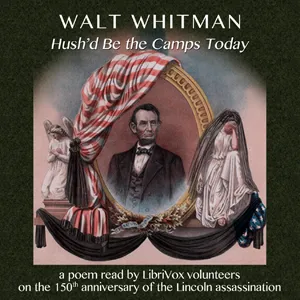 WALT WHITMAN
Hush'd Be the Camps Today
a poem read by LibriVox volunteers
on the 150th anniversary of the Lincoln assassination